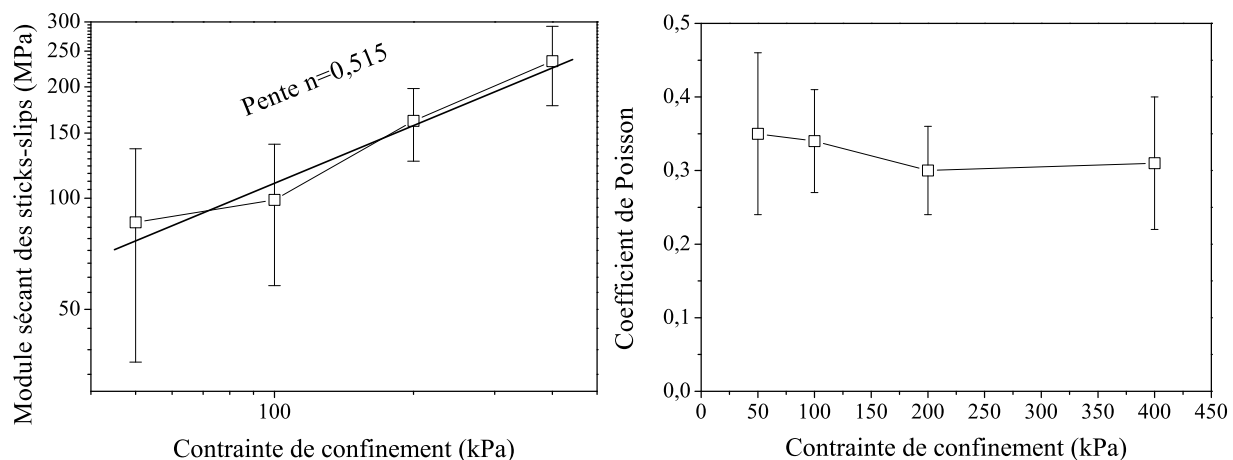 Module sécant des sticks-slips (MPa)
300
250
200
150
100
50
Pente n=0,515
100
Contrainte de confinement (kPa)
Coefficient de Poisson
0,5
0,4
0,3
0,2
0,1
0,0
0 50 100 150 200 250 300 350 400 450
Contrainte de confinement (kPa)